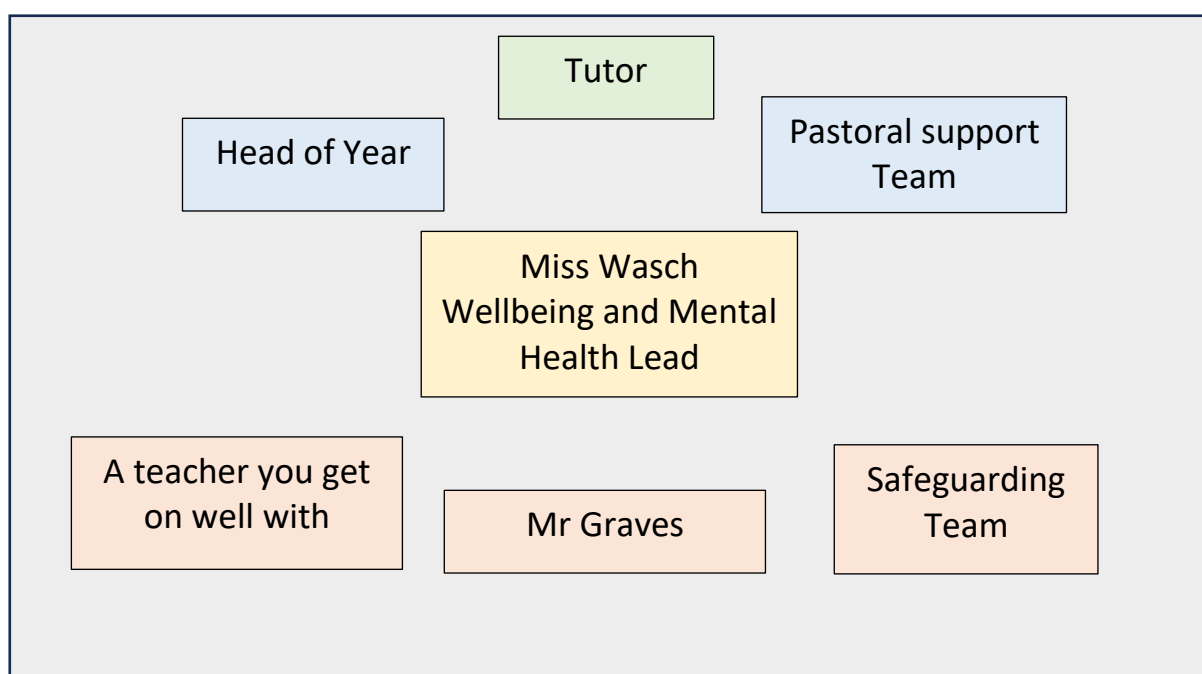 Tutor
Head of Year
Pastoral support
Team
Miss Wasch
Wellbeing and Mental
Health Lead
A teacher you get
on well with
Mr Graves
Safeguarding
Team